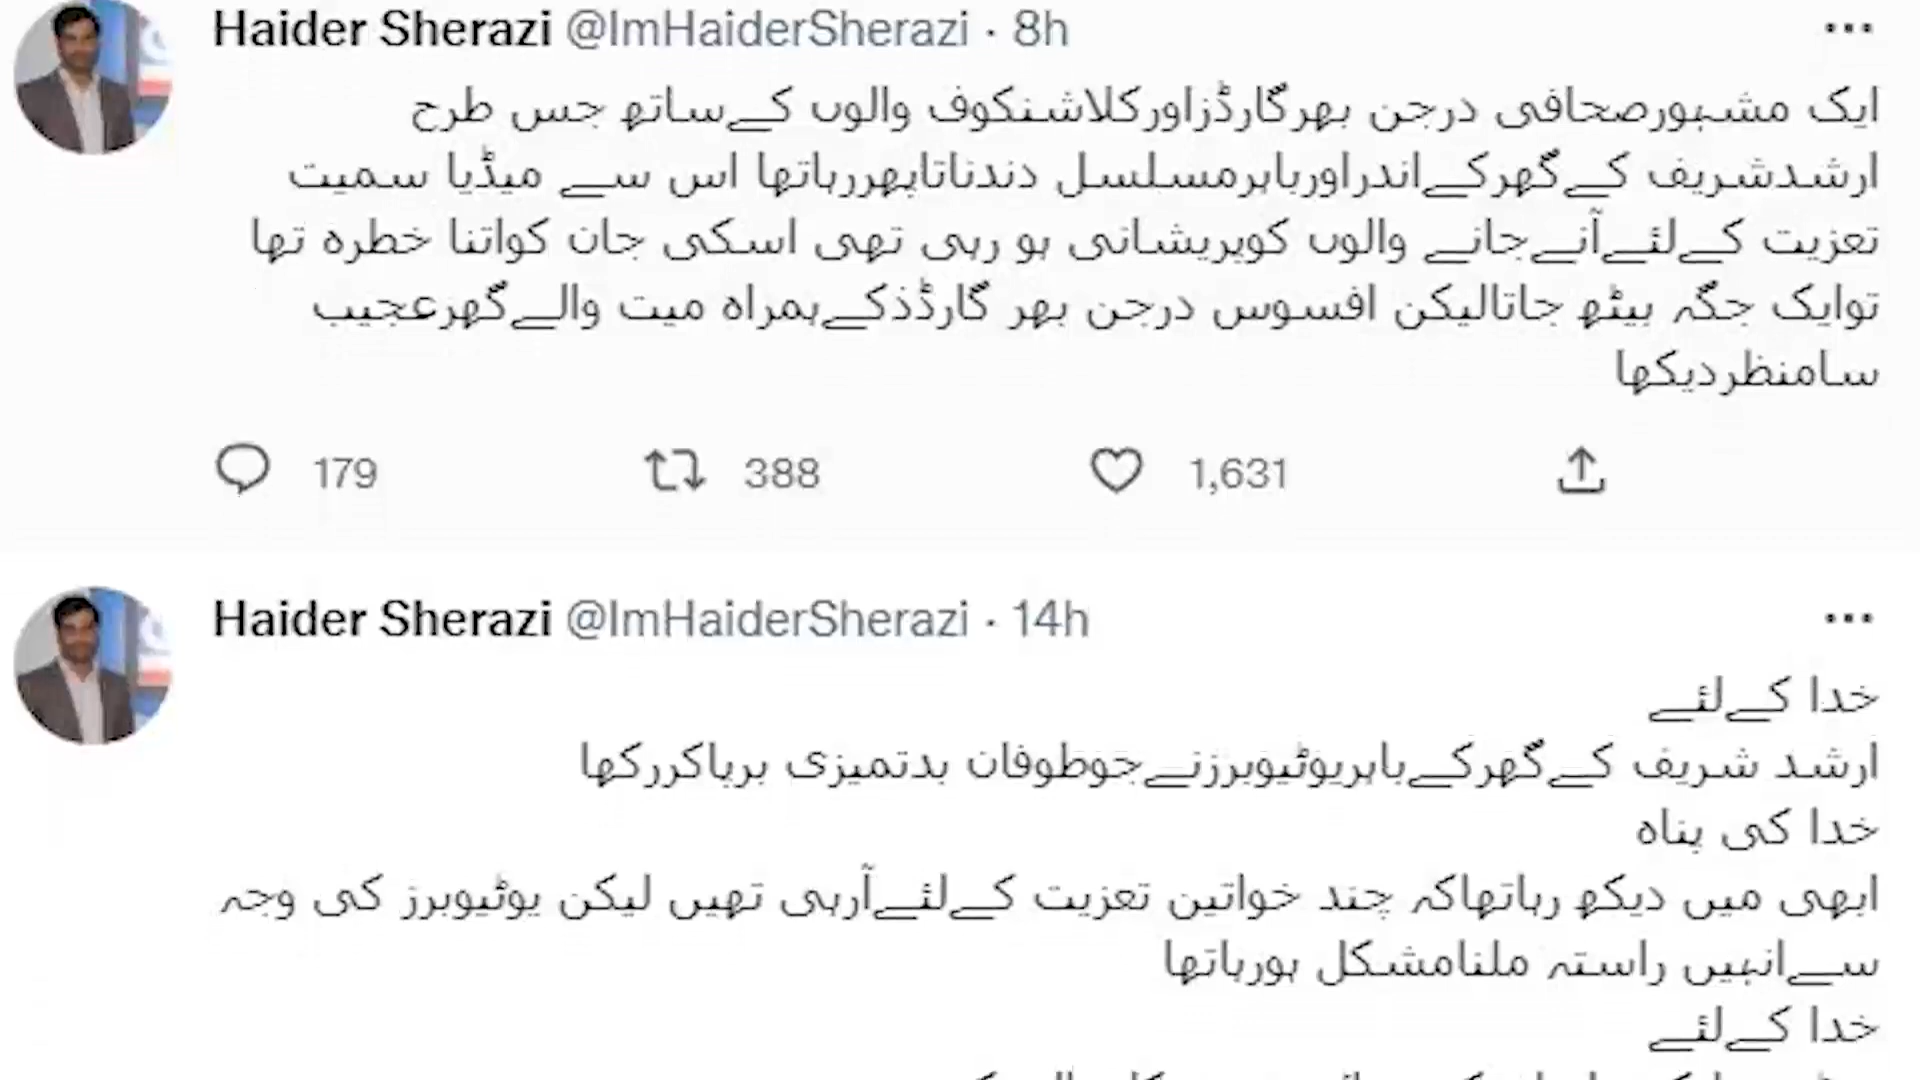 Haider Sherazi @ImHaiderSherazi · 8h
ایک مشہورصحافی درجن بھرگارڈزاورکلاشنکوف والوں کےساتھ جس طرح
ارشدشریف کےگھرکےاندراورباہرمسلسل دندناتاپھررہاتھا اس سے میڈیا سمیت
تعزیت کےلئےآنےجانے والوں کوپریشانی ہو رہی تھی اسکی جان کواتنا خطرہ تھا
توایک جگہ بیٹھ جاتالیکن افسوس درجن بھر گارڈذکےہمراہ میت والےگھرعجیب
سامنظردیکھا
179 388 1,631
Haider Sherazi @ImHaiderSherazi · 14h
خدا کےلئے
ارشد شریف کےگھرکےباہریوٹیوبرزنےجوطوفان بدتمیزی برپاکررکھا
خدا کی پناہ
ابھی میں دیکھ رہاتھاکہ چند خواتین تعزیت کےلئےآرہی تھیں لیکن یوٹیوبرز کی وجہ
سےانہیں راستہ ملنامشکل ہورہاتھا
خدا کےلئے